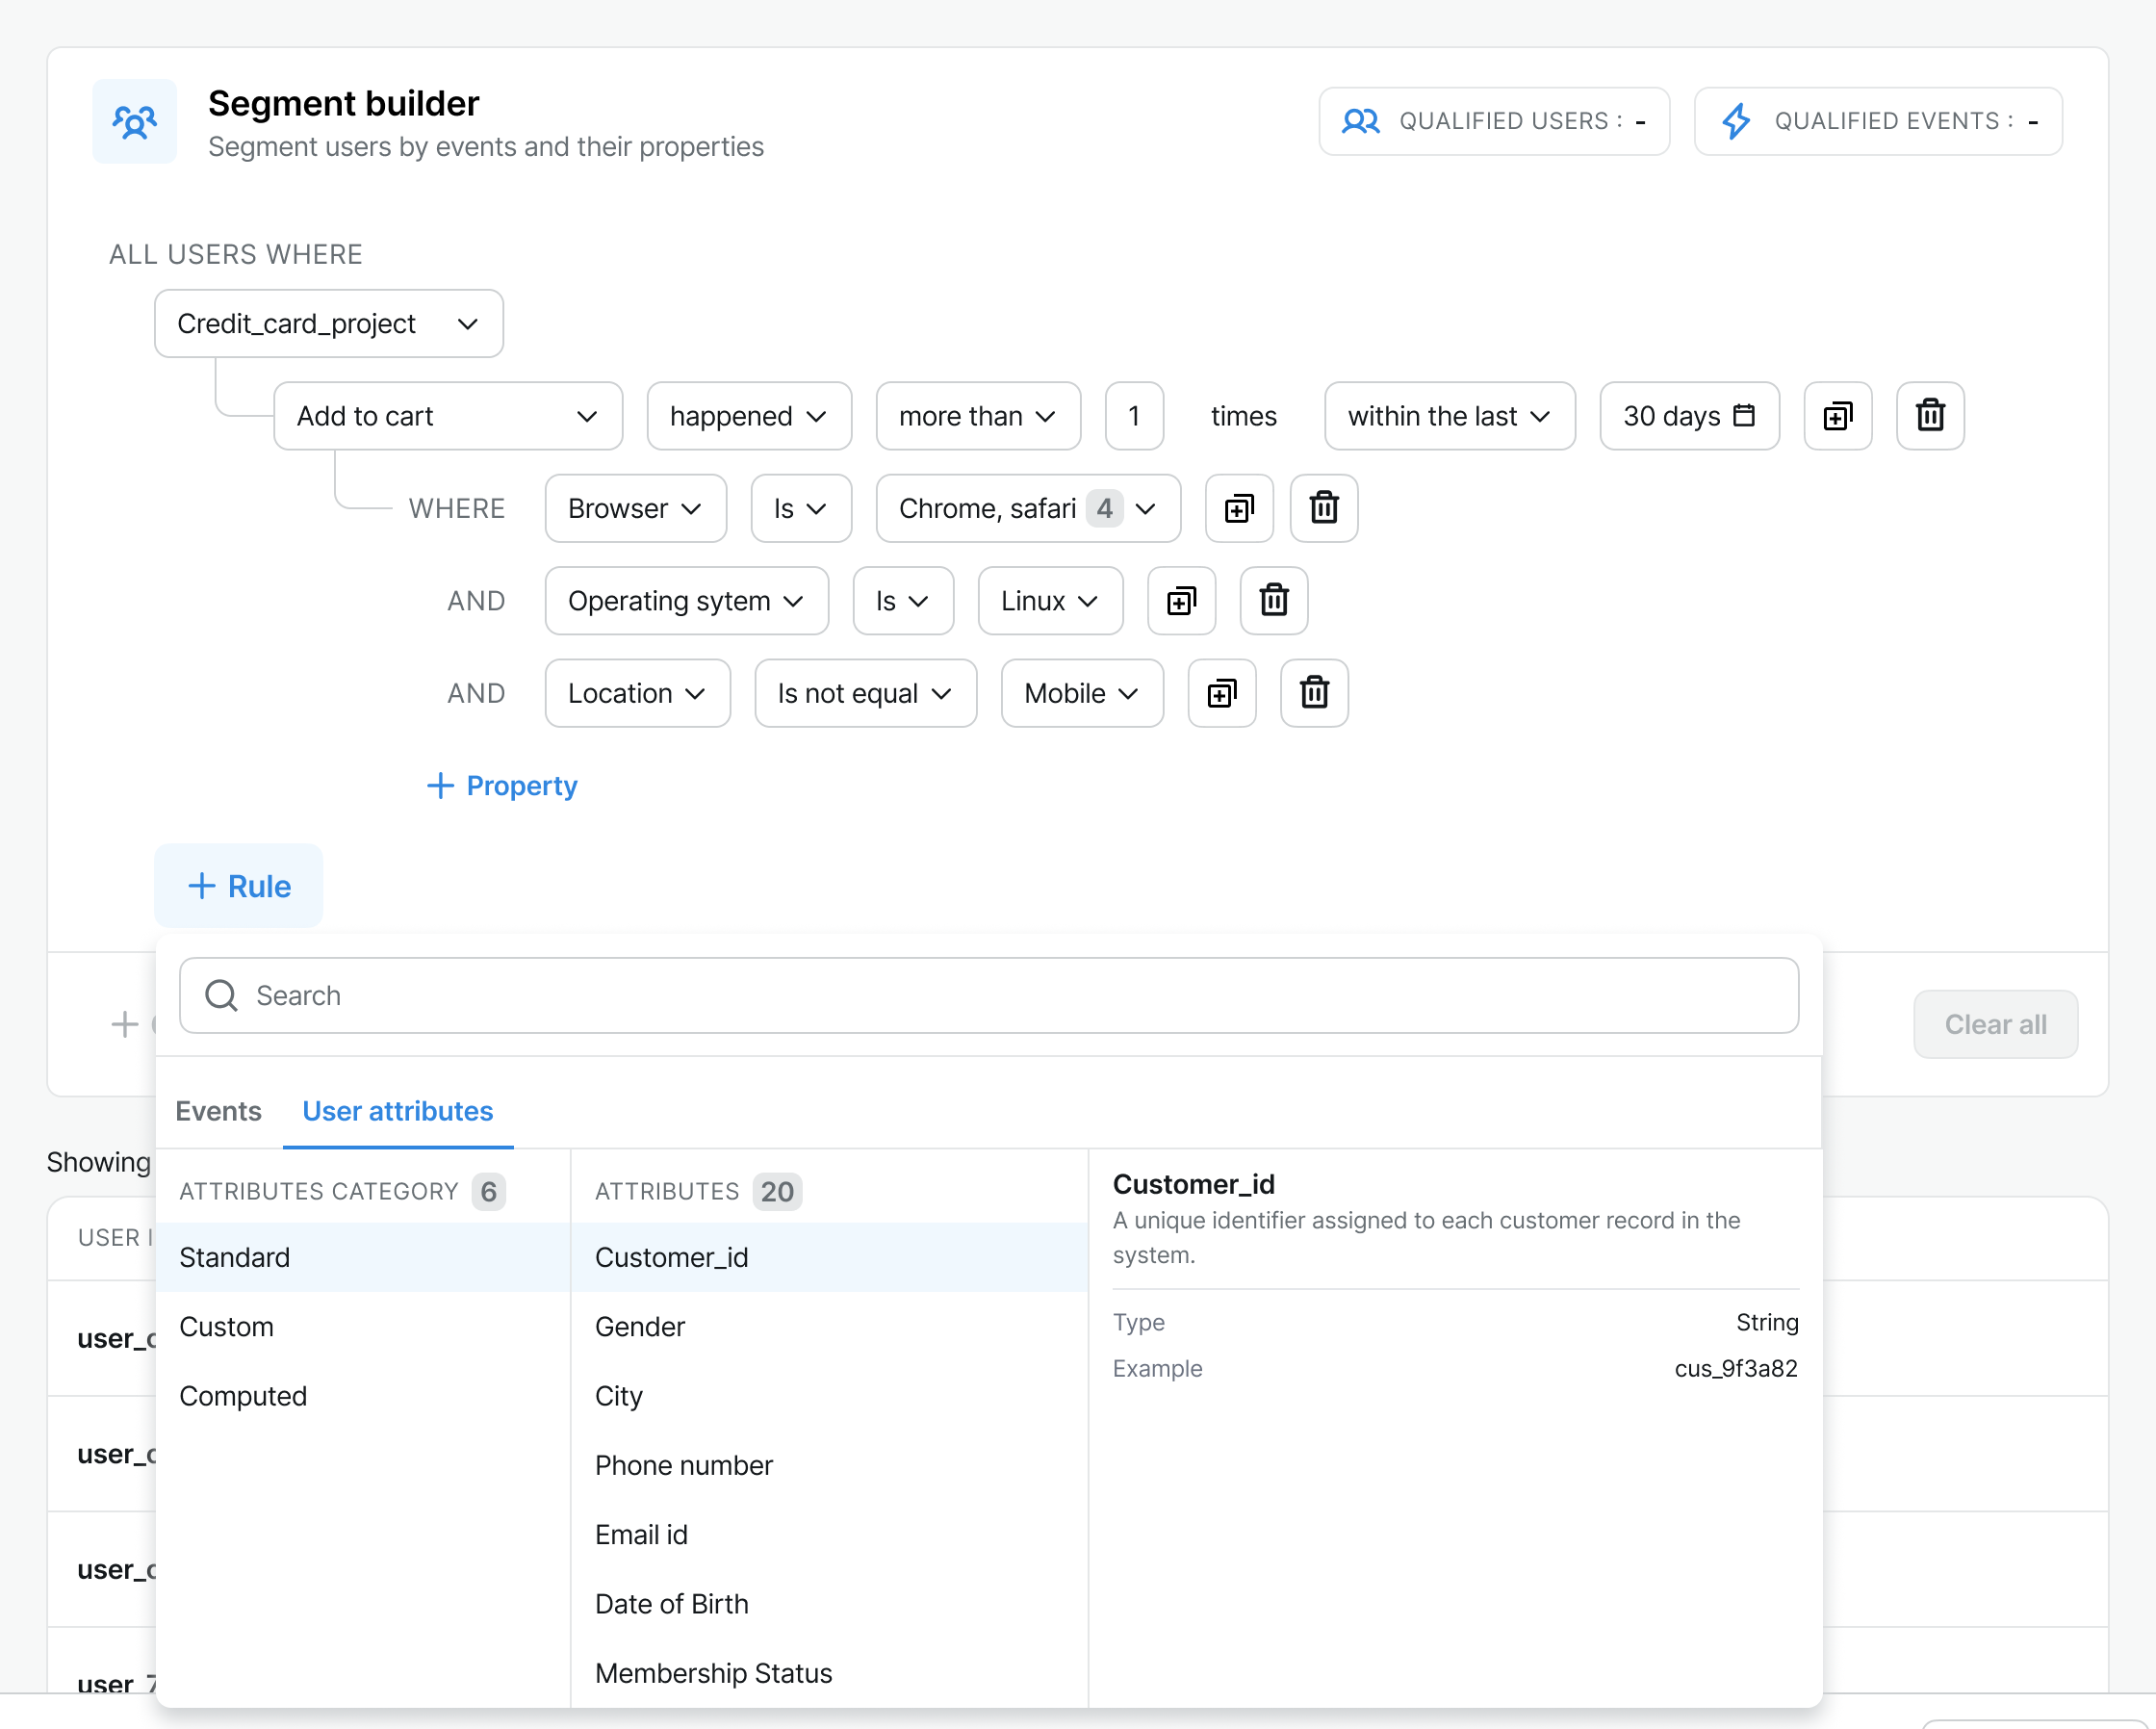 Segment builder
Segment users by events and their properties
QUALIFIED USERS : -
QUALIFIED EVENTS : -
ALL USERS WHERE
Credit_card_project
Add to cart happened more than 1 times within the last 30 days
WHERE Browser Is Chrome, safari 4
AND Operating sytem Is Linux
AND Location Is not equal Mobile
+ Property
+ Rule
Search
Clear all
Events User attributes
Showing
ATTRIBUTES CATEGORY 6
ATTRIBUTES 20
Customer_id
A unique identifier assigned to each customer record in the
system.
USER
Standard
Customer_id
Type String
Custom
Gender
Example cus_9f3a82
Computed
City
Phone number
Email id
Date of Birth
Membership Status